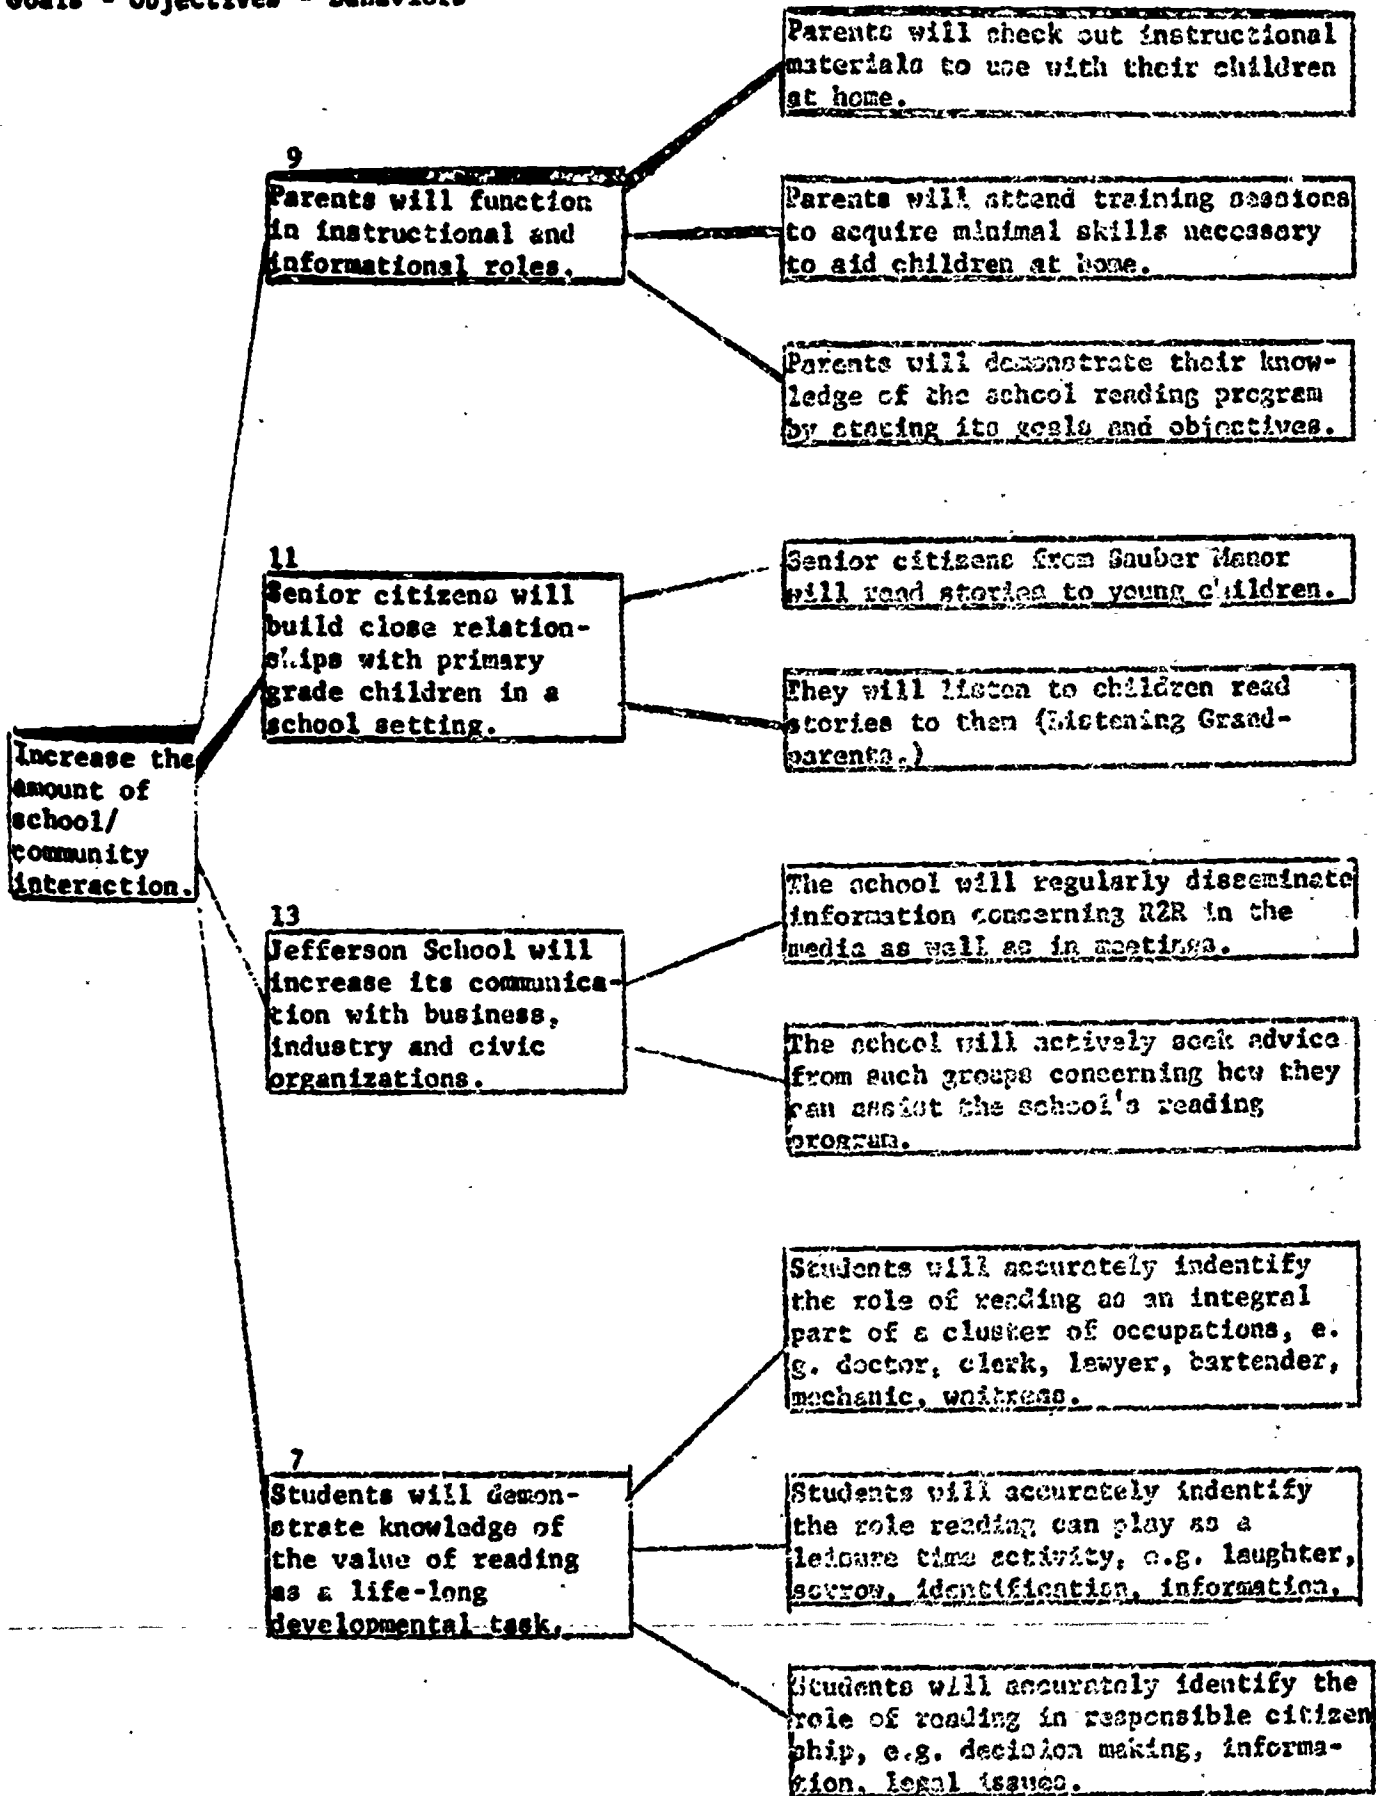 Goals - Objectives - Behaviors
Parents will check out instructional
materials to use with their children
at home.
9
Parents will function
in instructional and
informational roles.
Parents will attend training sessions
to acquire minimal skills necessary
to aid children at home.
Parents will demonstrate their know-
ledge of the school reading program
by stating its goals and objectives.
11
Senior citizens will
build close relation-
ships with primary
grade children in a
school setting.
Senior citizens from Sauber Manor
will read stories to young children.
They will listen to children read
stories to them (Listening Grand-
parents.)
Increase the
amount of
school/
community
interaction.
13
Jefferson School will
increase its communica-
tion with business,
industry and civic
organizations.
The school will regularly disseminate
information concerning R2R in the
media as well as in meetings.
The school will actively seek advice
from such groups concerning how they
can assist the school's reading
program.
7
Students will demon-
strate knowledge of
the value of reading
as a life-long
developmental task.
Students will accurately indentify
the role of reading as an integral
part of a cluster of occupations, e.
g. doctor, clerk, lawyer, bartender,
mechanic, waitress.
Students will accurately indentify
the role reading can play as a
leisure time activity, e.g. laughter,
sorrow, identification, information.
Students will accurately identify the
role of reading in responsible citizen
ship, e.g. decision making, informa-
tion, legal issues.